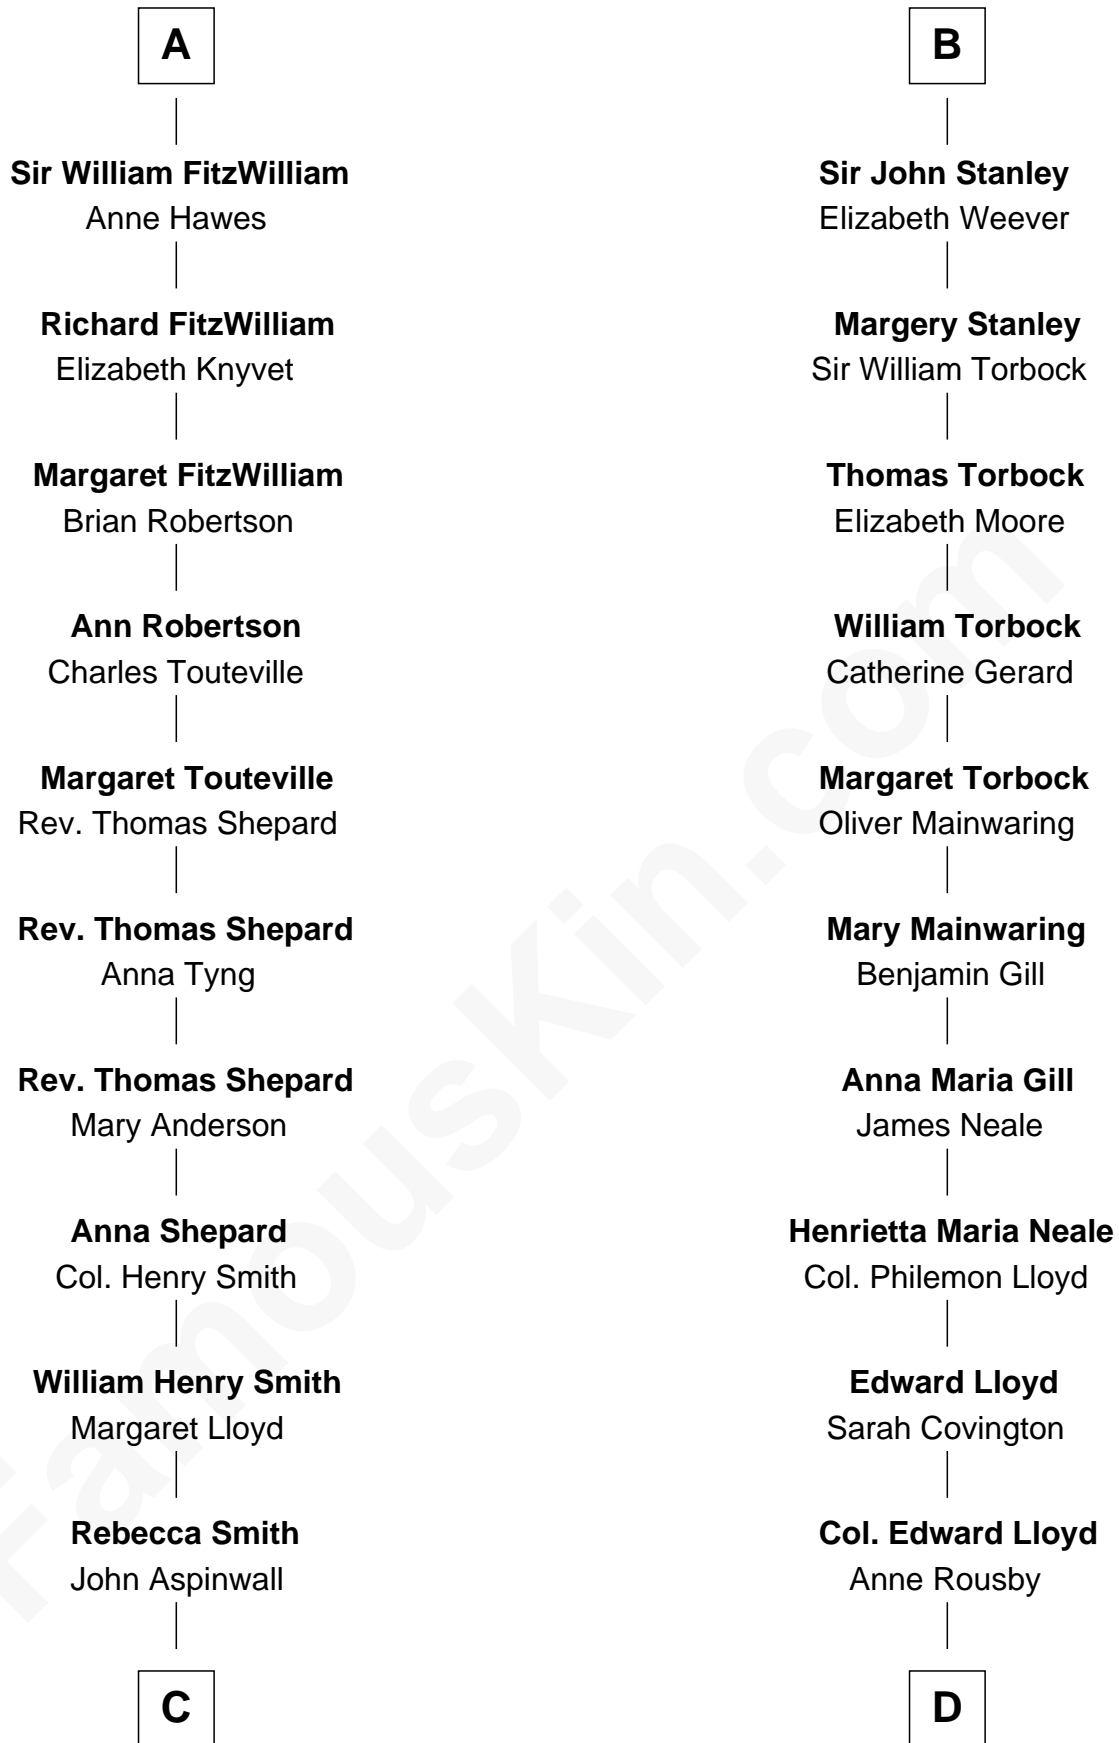 A
Sir William FitzWilliam
Anne Hawes
Richard FitzWilliam
Elizabeth Knyvet
Margaret FitzWilliam
Brian Robertson
Ann Robertson
Charles Touteville
Margaret Touteville
Rev. Thomas Shepard
Rev. Thomas Shepard
Anna Tyng
Rev. Thomas Shepard
Mary Anderson
Anna Shepard
Col. Henry Smith
William Henry Smith
Margaret Lloyd
Rebecca Smith
John Aspinwall
C
B
Sir John Stanley
Elizabeth Weever
Margery Stanley
Sir William Torbock
Thomas Torbock
Elizabeth Moore
William Torbock
Catherine Gerard
Margaret Torbock
Oliver Mainwaring
Mary Mainwaring
Benjamin Gill
Anna Maria Gill
James Neale
Henrietta Maria Neale
Col. Philemon Lloyd
Edward Lloyd
Sarah Covington
Col. Edward Lloyd
Anne Rousby
D
FamousKin.com